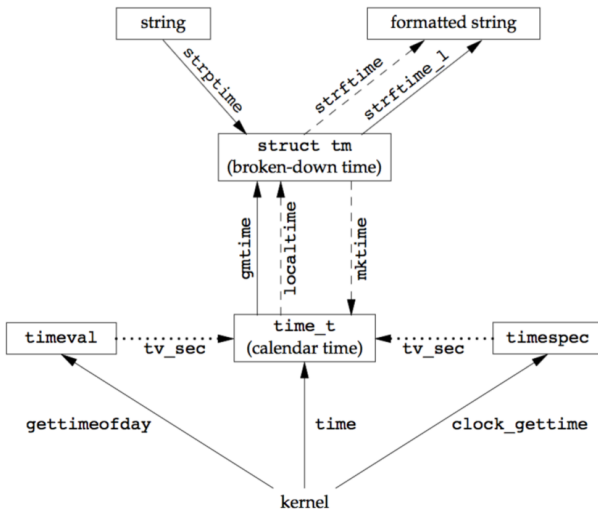 string
formatted string
strptime
strftime
strftime_l
struct tm
(broken-down time)
gmtime
localtime
mktime
timeval
tv_sec
time_t
(calendar time)
tv_sec
timespec
gettimeofday
time
clock_gettime
kernel